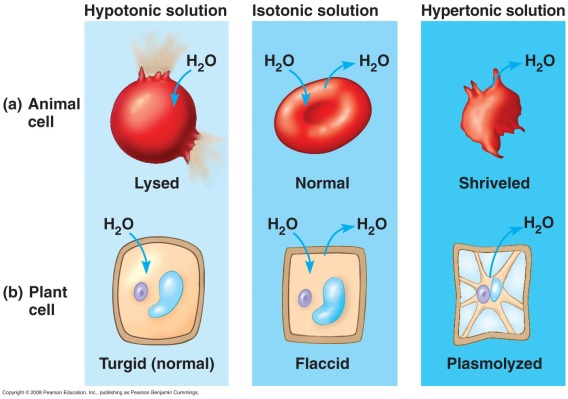 Hypotonic solution
Isotonic solution
Hypertonic solution
(a) Animal
cell
H₂O
H₂O
H₂O
H₂O
Lysed
Normal
Shriveled
(b) Plant
cell
H₂O
H₂O
H₂O
H₂O
Turgid (normal)
Flaccid
Plasmolyzed
Copyright © 2008 Pearson Education, Inc., publishing as Pearson Benjamin Cummings.